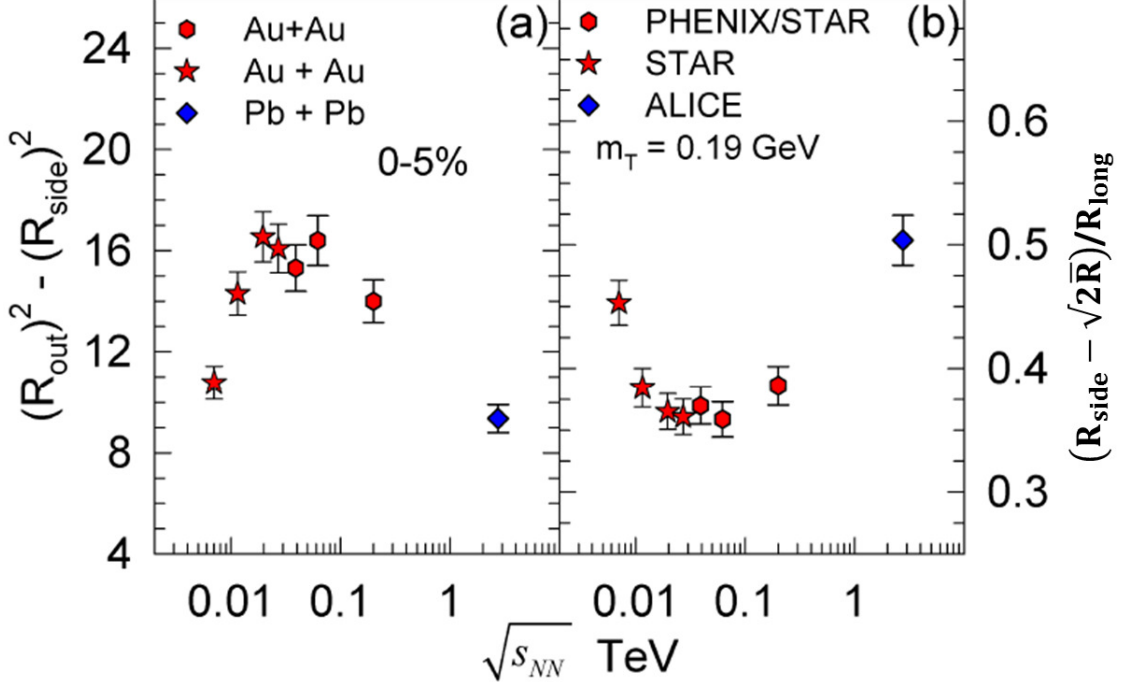 (a)
Au+Au
Au + Au
Pb + Pb
0-5%
(R_out)^2 - (R_side)^2
24
20
16
12
8
4
0.01 0.1 1
(b)
PHENIX/STAR
STAR
ALICE
m_T = 0.19 GeV
0.6
0.5
0.4
0.3
(R_side – √2R̅)/R_long
0.01 0.1 1
√s_NN TeV